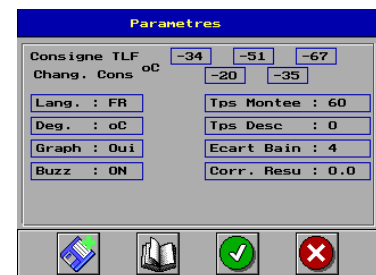 Parametres
Consigne TLF -34 -51 -67
Chang. Cons oC -20 -35
Lang. : FR Tps Montee : 60
Deg. : oC Tps Desc : 0
Graph : Oui Ecart Bain : 4
Buzz : ON Corr. Resu : 0.0